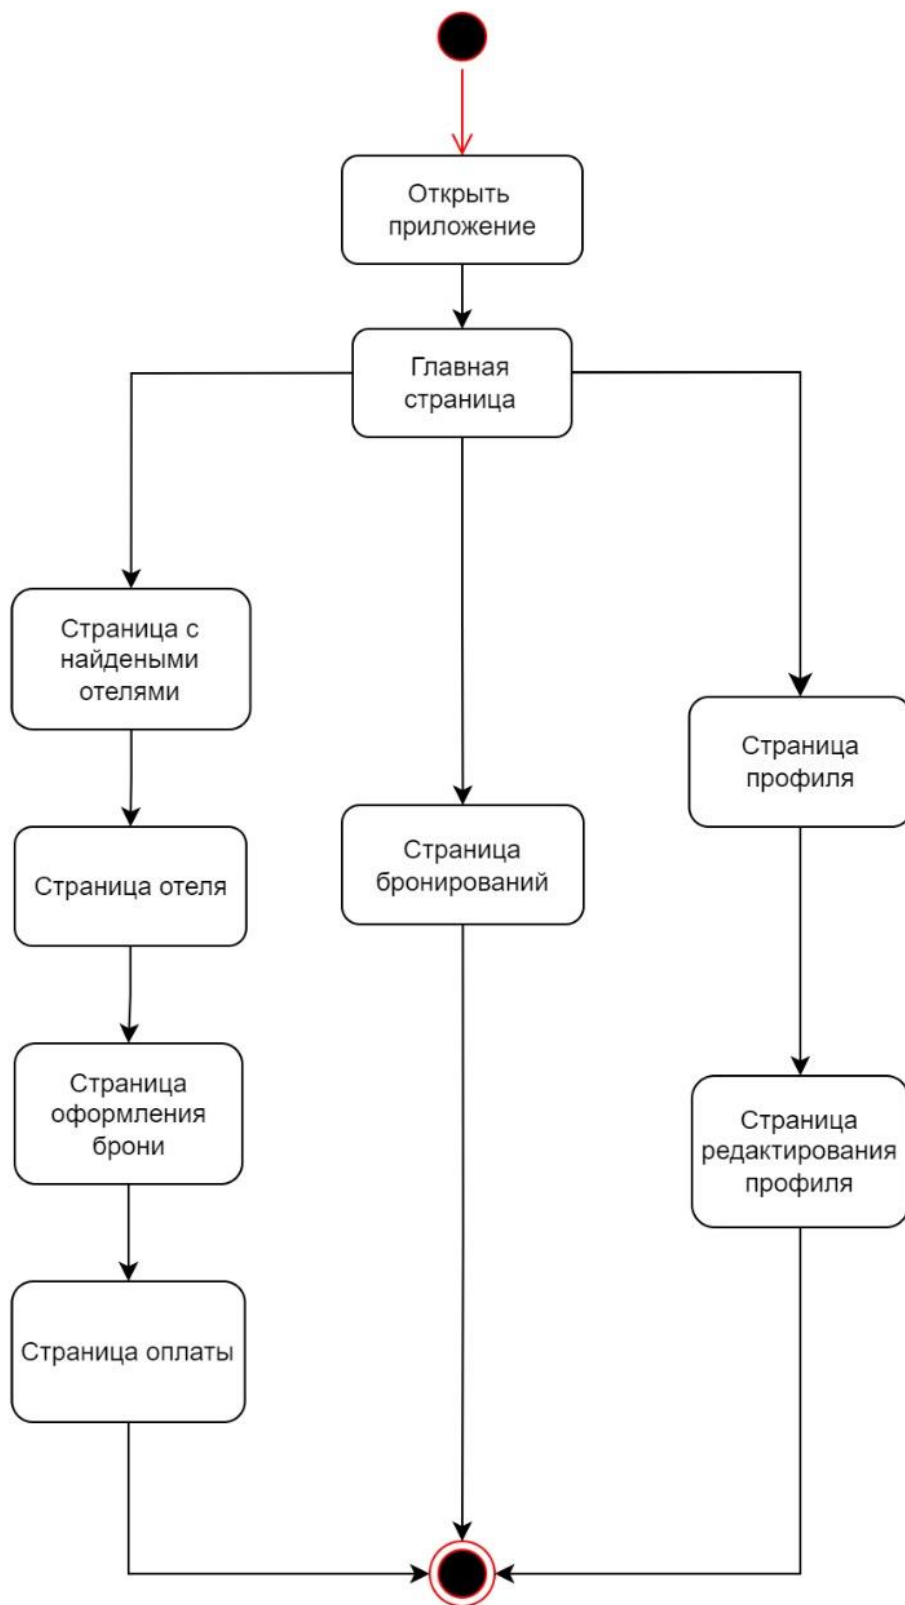 Открыть
приложение
Главная
страница
Страница с
найдеными
отелями
Страница
профиля
Страница
бронирований
Страница отеля
Страница
оформления
брони
Страница
редактирования
профиля
Страница оплаты